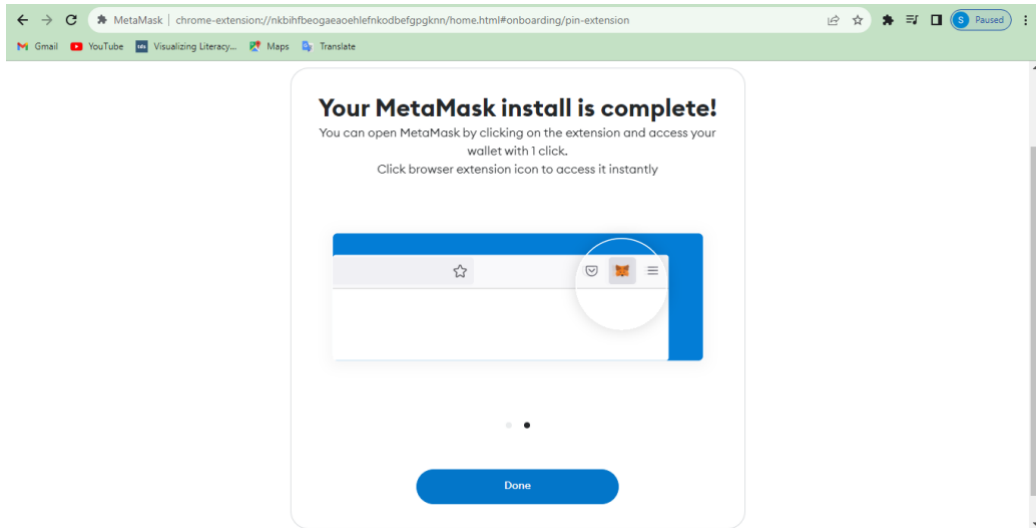 MetaMask | chrome-extension://nkbihfbeogaeaoehlefnkodbefgpgknn/home.html#onboarding/pin-extension
S Paused
Gmail YouTube Visualizing Literacy... Maps Translate
Your MetaMask install is complete!
You can open MetaMask by clicking on the extension and access your
wallet with 1 click.
Click browser extension icon to access it instantly
Done